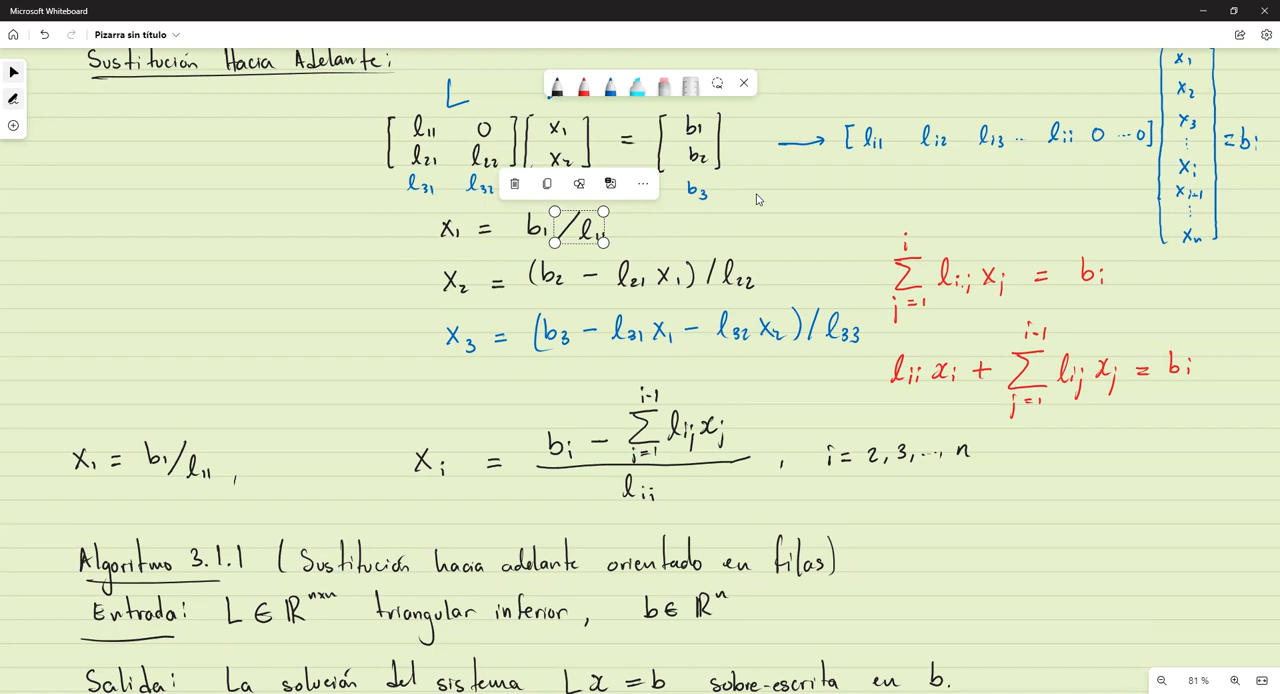 Microsoft Whiteboard
Pizarra sin título
Sustitución Hacia Adelante:
L
[ l11 0 ] [ x1 ] = [ b1 ] → [ li1 li2 li3 ... lii 0 ... 0 ] [ x1 x2 x3 ⋮ xi xi-1 ⋮ xn ] = bi
[ l21 l22 ] [ x2 ] [ b2 ]
l31 l32 b3
x1 = b1 / l11
x2 = (b2 - l21 x1) / l22
x3 = (b3 - l31 x1 - l32 x2) / l33
∑_{j=1}^{i} lij xj = bi
lii xi + ∑_{j=1}^{i-1} lij xj = bi
x1 = b1/l11 , xi = (bi - ∑_{j=1}^{i-1} lij xj) / lii , i = 2, 3, ..., n
Algoritmo 3.1.1 ( Sustitución hacia adelante orientado en filas)
Entrada: L ∈ ℝ^{n×n} triangular inferior, b ∈ ℝ^n
Salida: La solución del sistema Lx = b sobre-escrita en b.
81 %